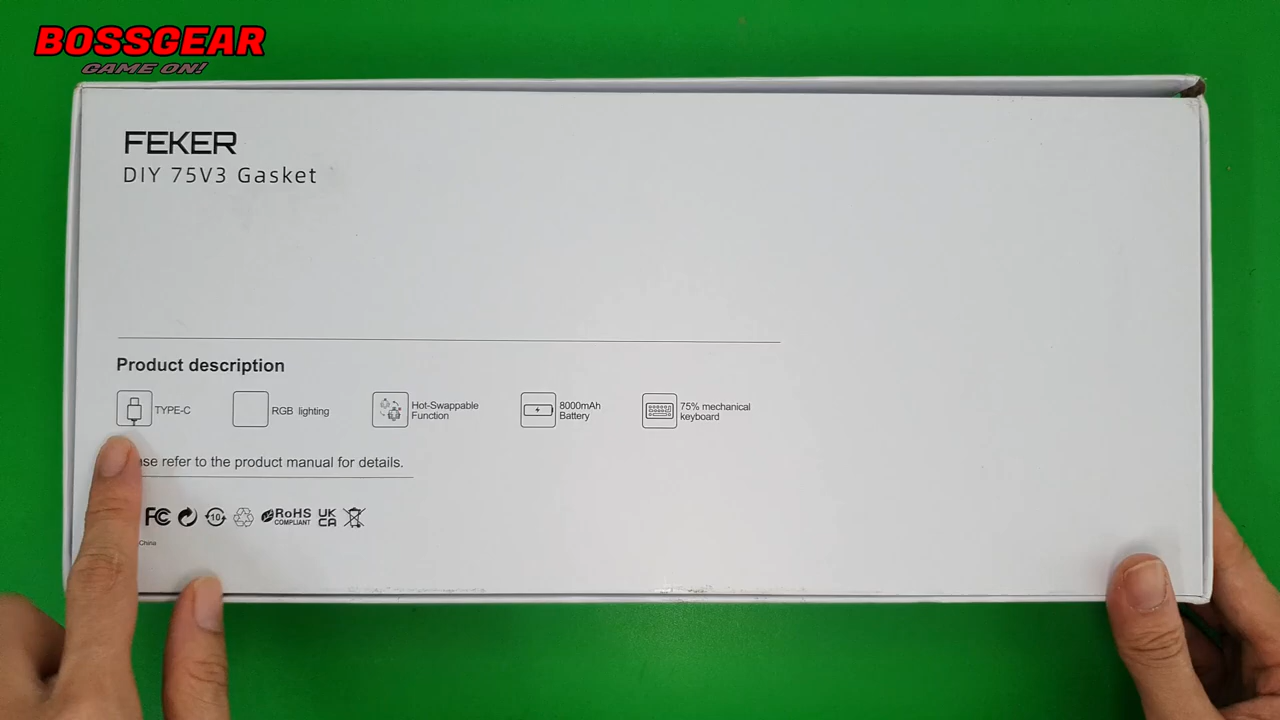 BOSSGEAR
GAME ON!
FEKER
DIY 75V3 Gasket
Product description
TYPE-C
RGB lighting
Hot-Swappable
Function
8000mAh
Battery
75% mechanical
keyboard
refer to the product manual for details.
FC
10
RoHS
COMPLIANT
UK
CA
China